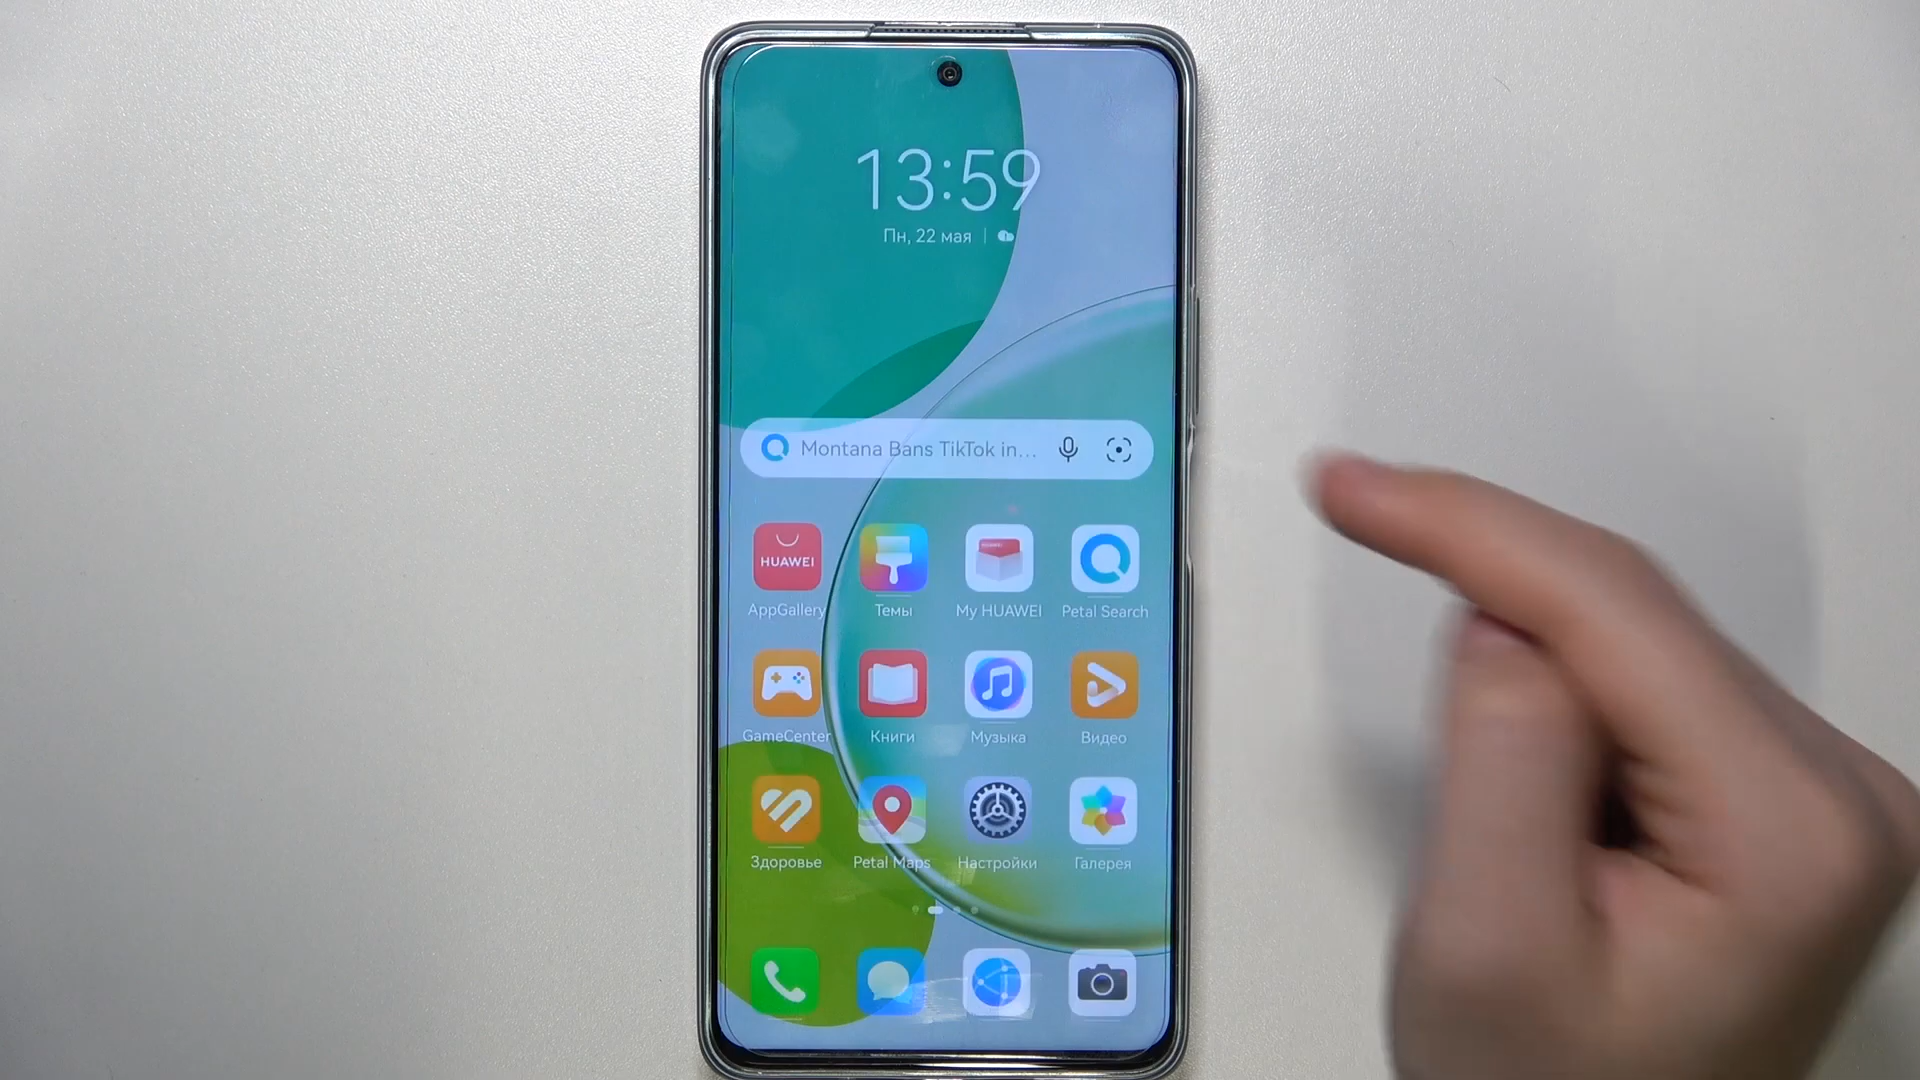 13:59
Пн, 22 мая
Montana Bans TikTok in...
HUAWEI
AppGallery
Темы
HUAWEI
My HUAWEI
Petal Search
GameCenter
Книги
Музыка
Видео
Здоровье
Petal Maps
Настройки
Галерея